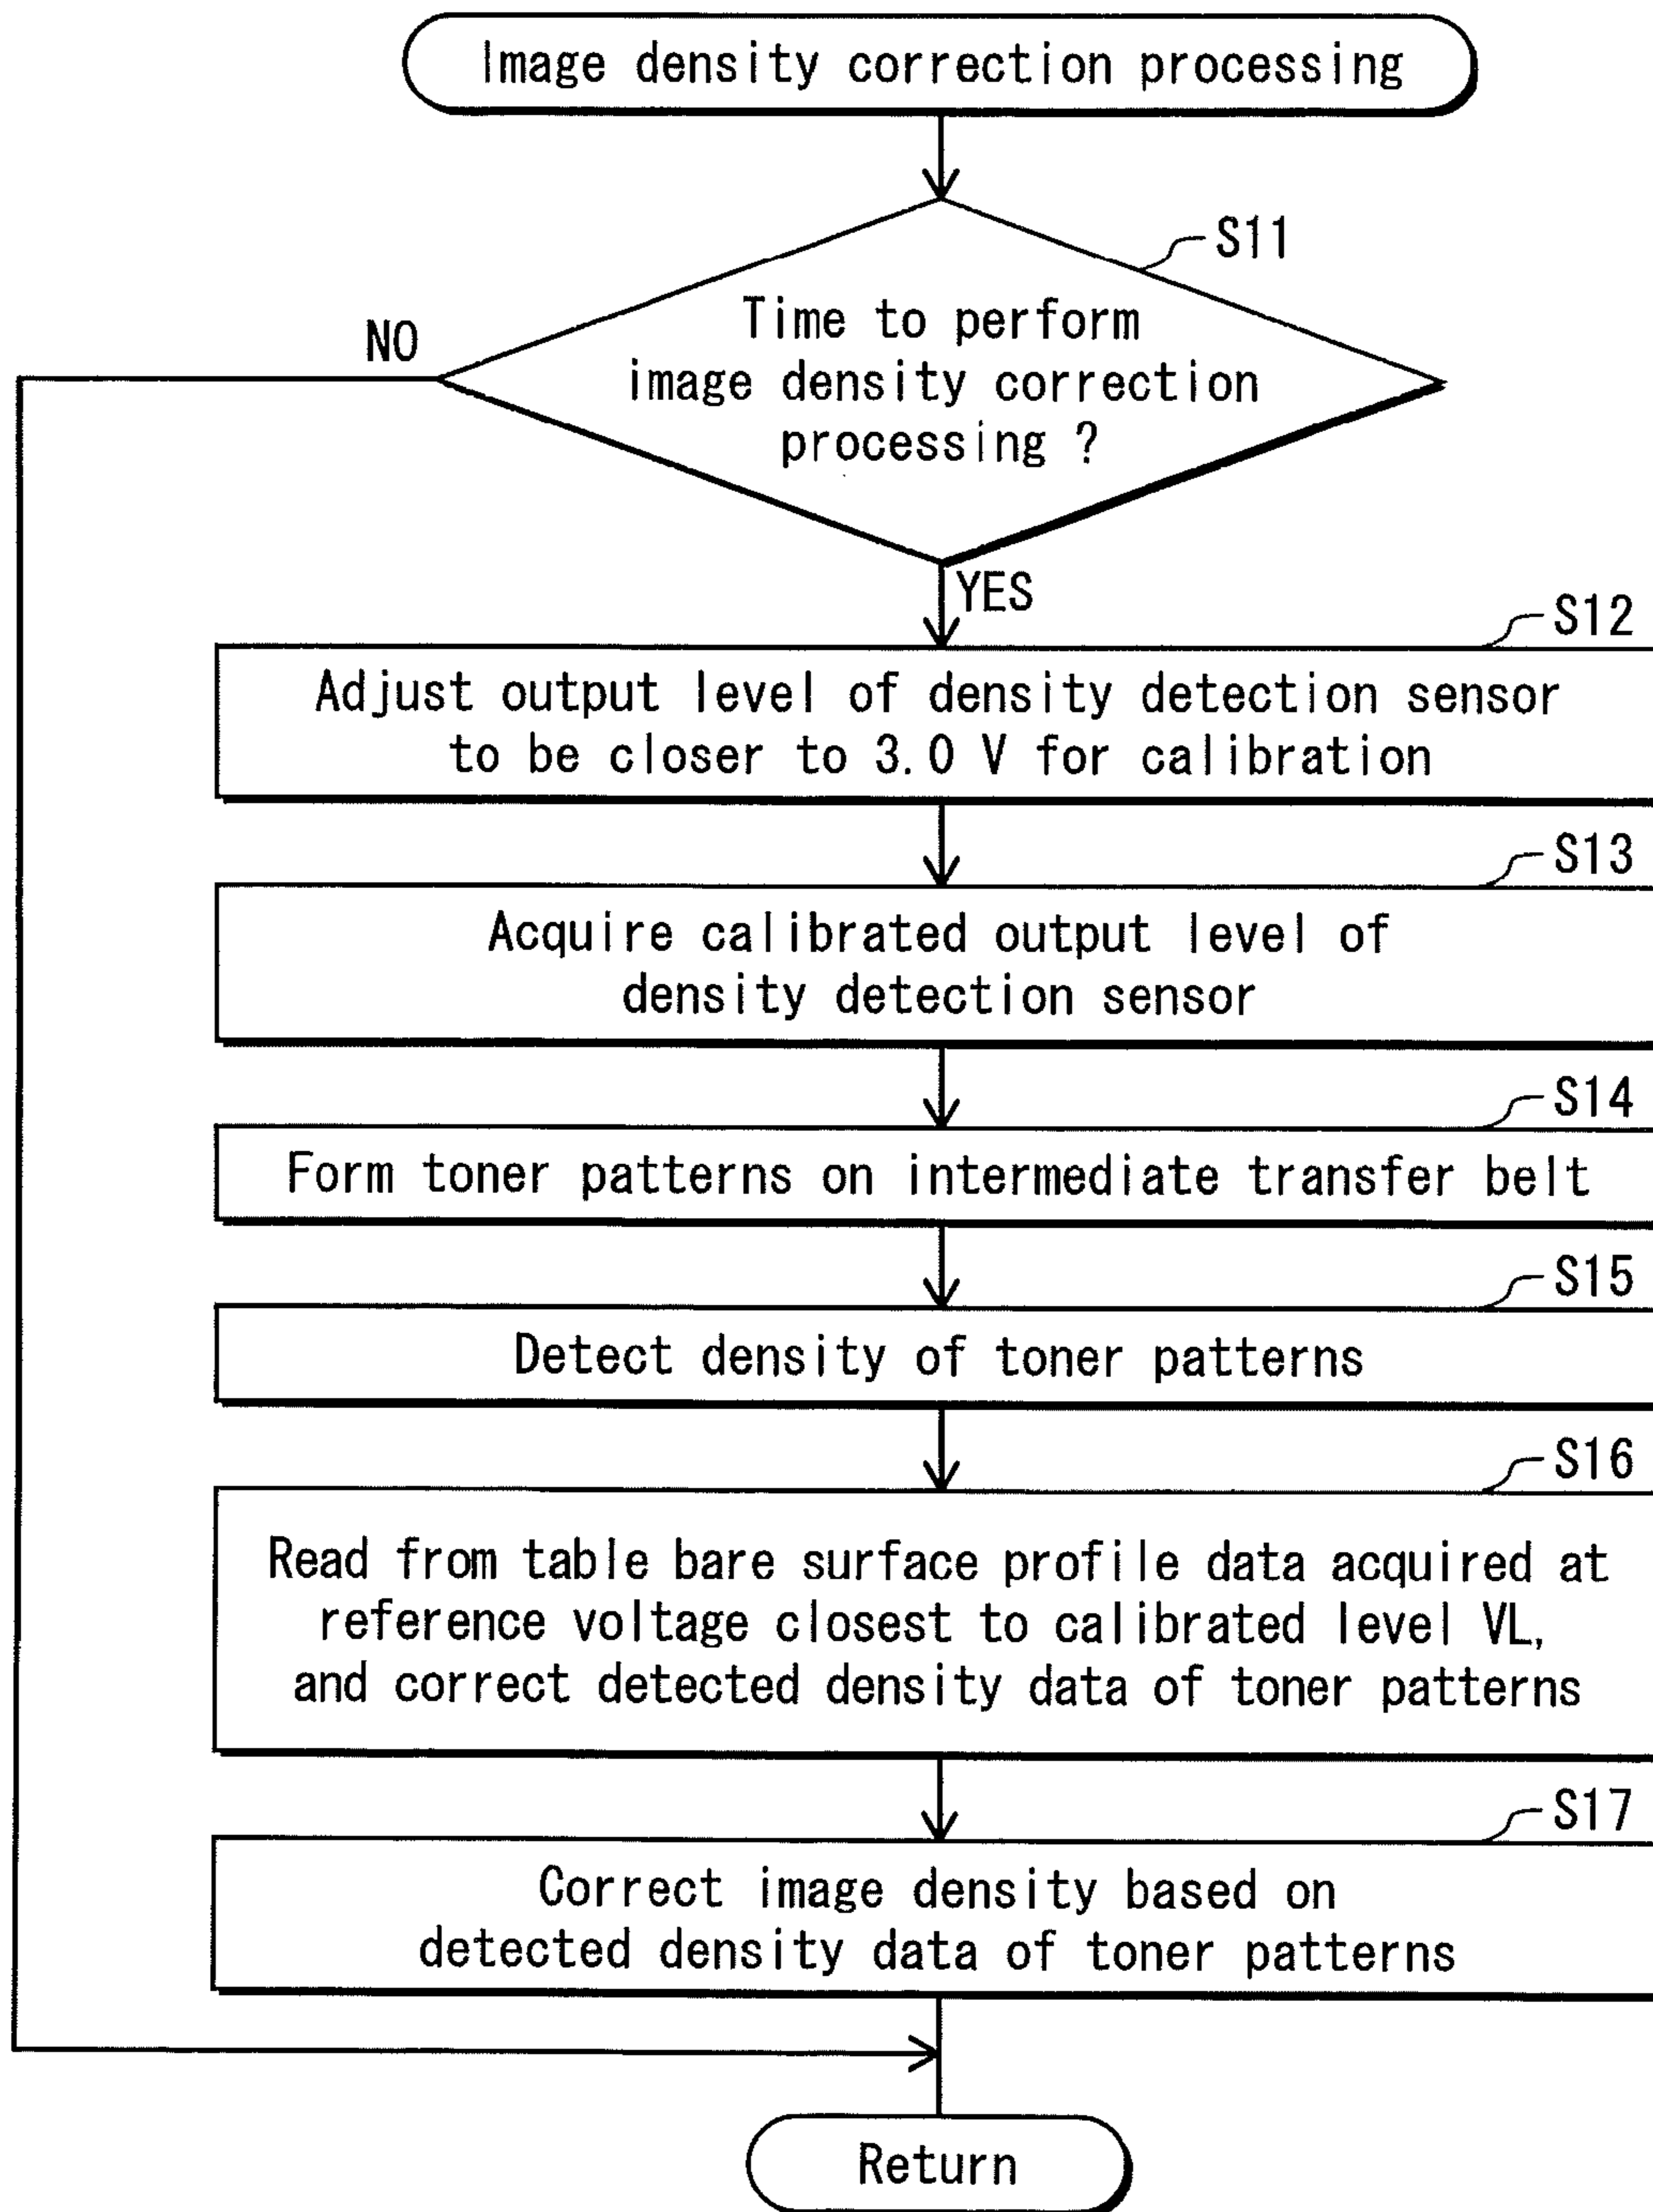 Image density correction processing
S11
Time to perform
image density correction
processing ?
NO
YES
S12
Adjust output level of density detection sensor
to be closer to 3.0 V for calibration
S13
Acquire calibrated output level of
density detection sensor
S14
Form toner patterns on intermediate transfer belt
S15
Detect density of toner patterns
S16
Read from table bare surface profile data acquired at
reference voltage closest to calibrated level VL,
and correct detected density data of toner patterns
S17
Correct image density based on
detected density data of toner patterns
Return